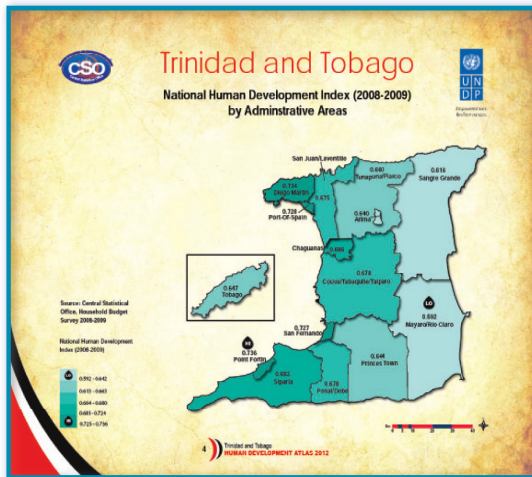 CSO
Trinidad and Tobago
National Human Development Index (2008-2009)
by Adminstrative Areas
U N
D P
San Juan/Laventille
0.640
Tunapuna/Piarco
0.616
Sangre Grande
0.734
Diego Martin
0.675
0.728
Port-Of-Spain
0.640
Arima
Chaguanas
0.686
0.674
Couva/Tabaquite/Talparo
0.647
Tobago
LO
0.592
Mayaro/Rio Claro
Source: Central Statistical
Office, Household Budget
Survey 2008-2009
0.727
San Fernando
HI
0.736
Point Fortin
National Human Development
Index (2008-2009)
0.644
Princes Town
0.682
Siparia
0.670
Penal/Debe
LO
0.592 - 0.642
0.643 - 0.663
0.664 - 0.680
0.681 - 0.724
0.725 - 0.736
HI
4
Trinidad and Tobago
HUMAN DEVELOPMENT ATLAS 2012